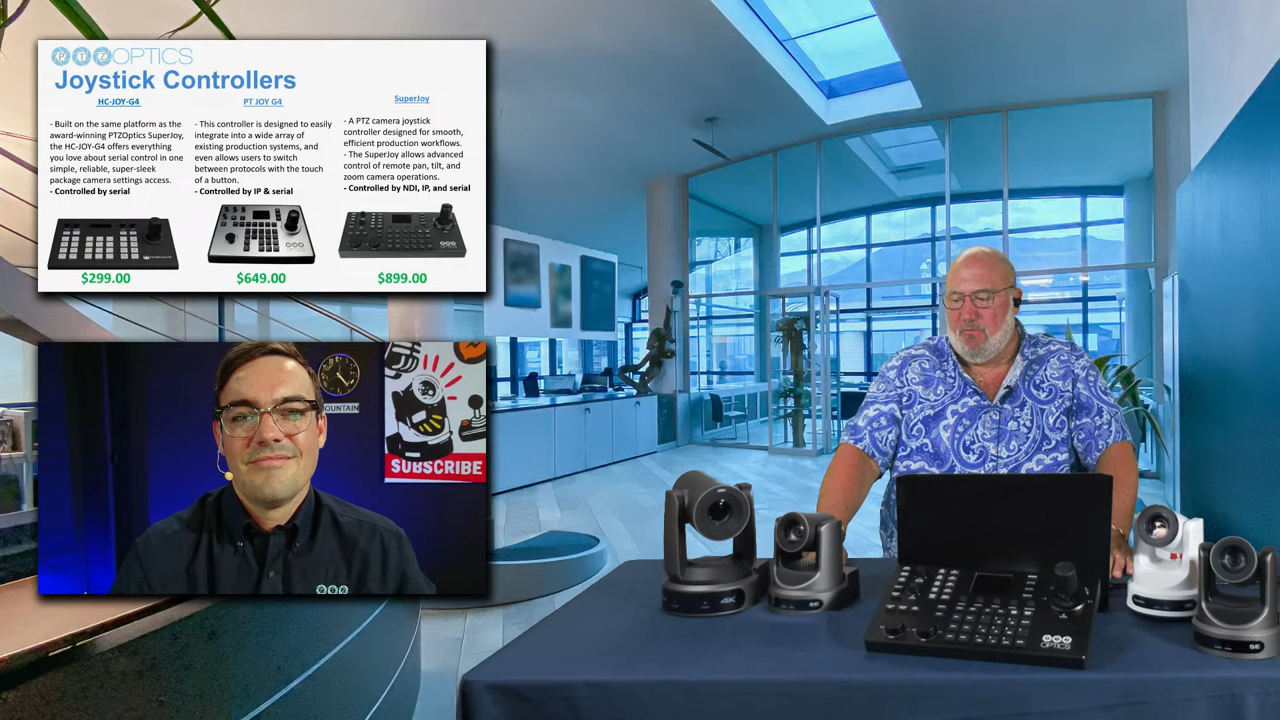 PTZOPTICS
Joystick Controllers
HC-JOY-G4
- Built on the same platform as the
award-winning PTZOptics SuperJoy,
the HC-JOY-G4 offers everything
you love about serial control in one
simple, reliable, super-sleek
package camera settings access.
- Controlled by serial
$299.00
PT JOY G4
- This controller is designed to easily
integrate into a wide array of
existing production systems, and
even allows users to switch
between protocols with the touch
of a button.
- Controlled by IP & serial
$649.00
SuperJoy
- A PTZ camera joystick
controller designed for smooth,
efficient production workflows.
- The SuperJoy allows advanced
control of remote pan, tilt, and
zoom camera operations.
- Controlled by NDI, IP, and serial
$899.00
OUNTAIN
SUBSCRIBE
4K
SE
PTZ
OPTICS
SE